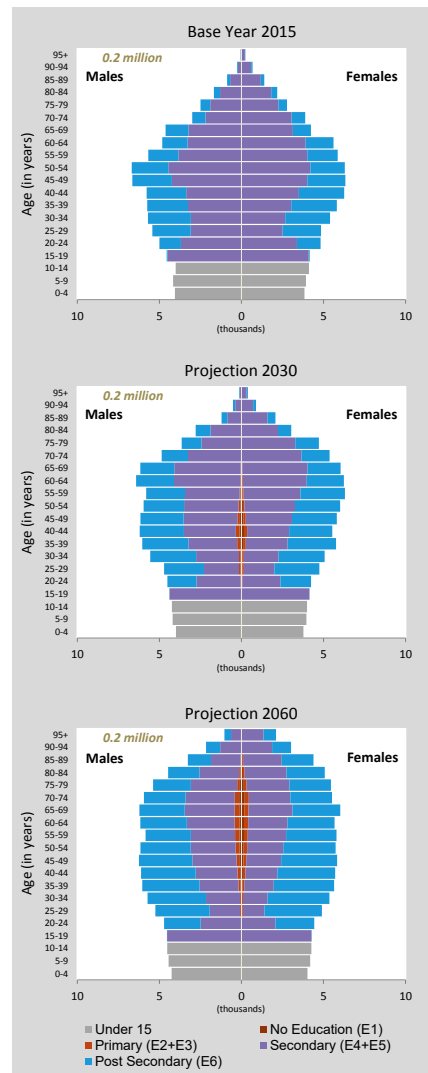 Base Year 2015
0.2 million
Males
Females
Age (in years)
95+
90-94
85-89
80-84
75-79
70-74
65-69
60-64
55-59
50-54
45-49
40-44
35-39
30-34
25-29
20-24
15-19
10-14
5-9
0-4
10 5 0 5 10
(thousands)
Projection 2030
0.2 million
Males
Females
Age (in years)
95+
90-94
85-89
80-84
75-79
70-74
65-69
60-64
55-59
50-54
45-49
40-44
35-39
30-34
25-29
20-24
15-19
10-14
5-9
0-4
10 5 0 5 10
(thousands)
Projection 2060
0.2 million
Males
Females
Age (in years)
95+
90-94
85-89
80-84
75-79
70-74
65-69
60-64
55-59
50-54
45-49
40-44
35-39
30-34
25-29
20-24
15-19
10-14
5-9
0-4
10 5 0 5 10
(thousands)
Under 15 No Education (E1)
Primary (E2+E3) Secondary (E4+E5)
Post Secondary (E6)